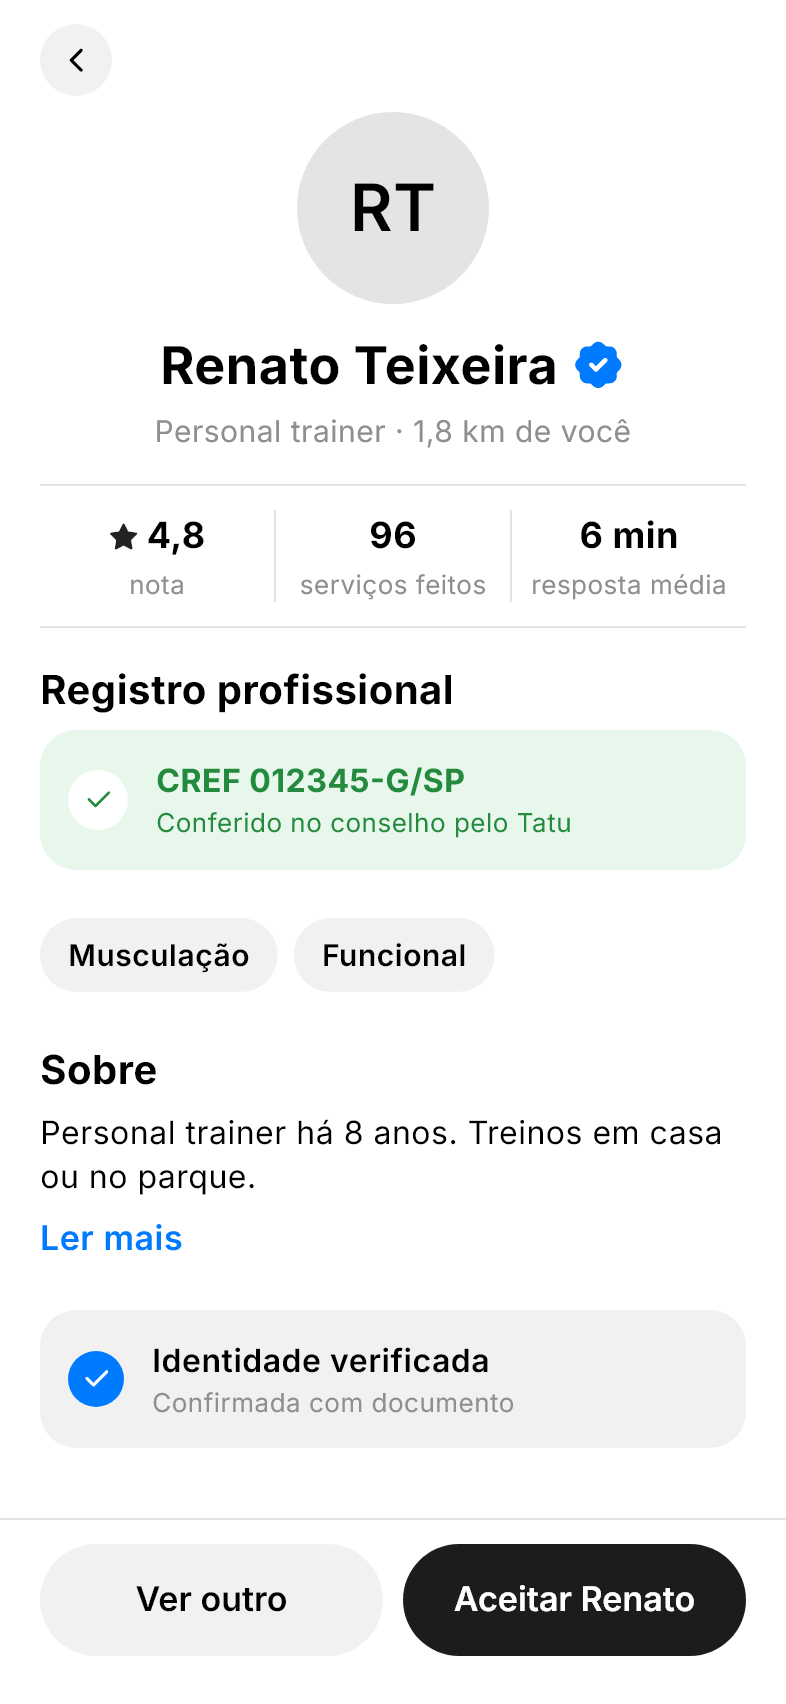 RT
Renato Teixeira
Personal trainer · 1,8 km de você
4,8
nota
96
serviços feitos
6 min
resposta média
Registro profissional
CREF 012345-G/SP
Conferido no conselho pelo Tatu
Musculação
Funcional
Sobre
Personal trainer há 8 anos. Treinos em casa
ou no parque.
Ler mais
Identidade verificada
Confirmada com documento
Ver outro
Aceitar Renato